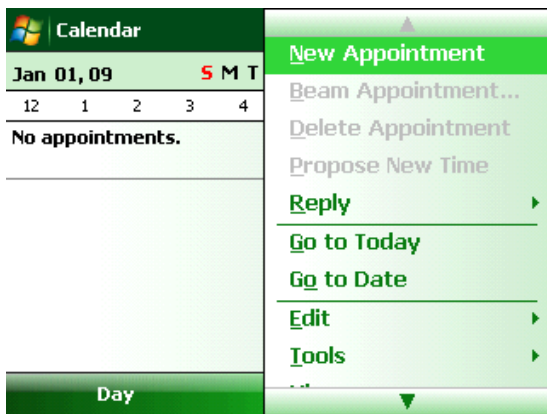 Calendar
Jan 01, 09 S M T
12 1 2 3 4
No appointments.
Day
New Appointment
Beam Appointment...
Delete Appointment
Propose New Time
Reply
Go to Today
Go to Date
Edit
Tools